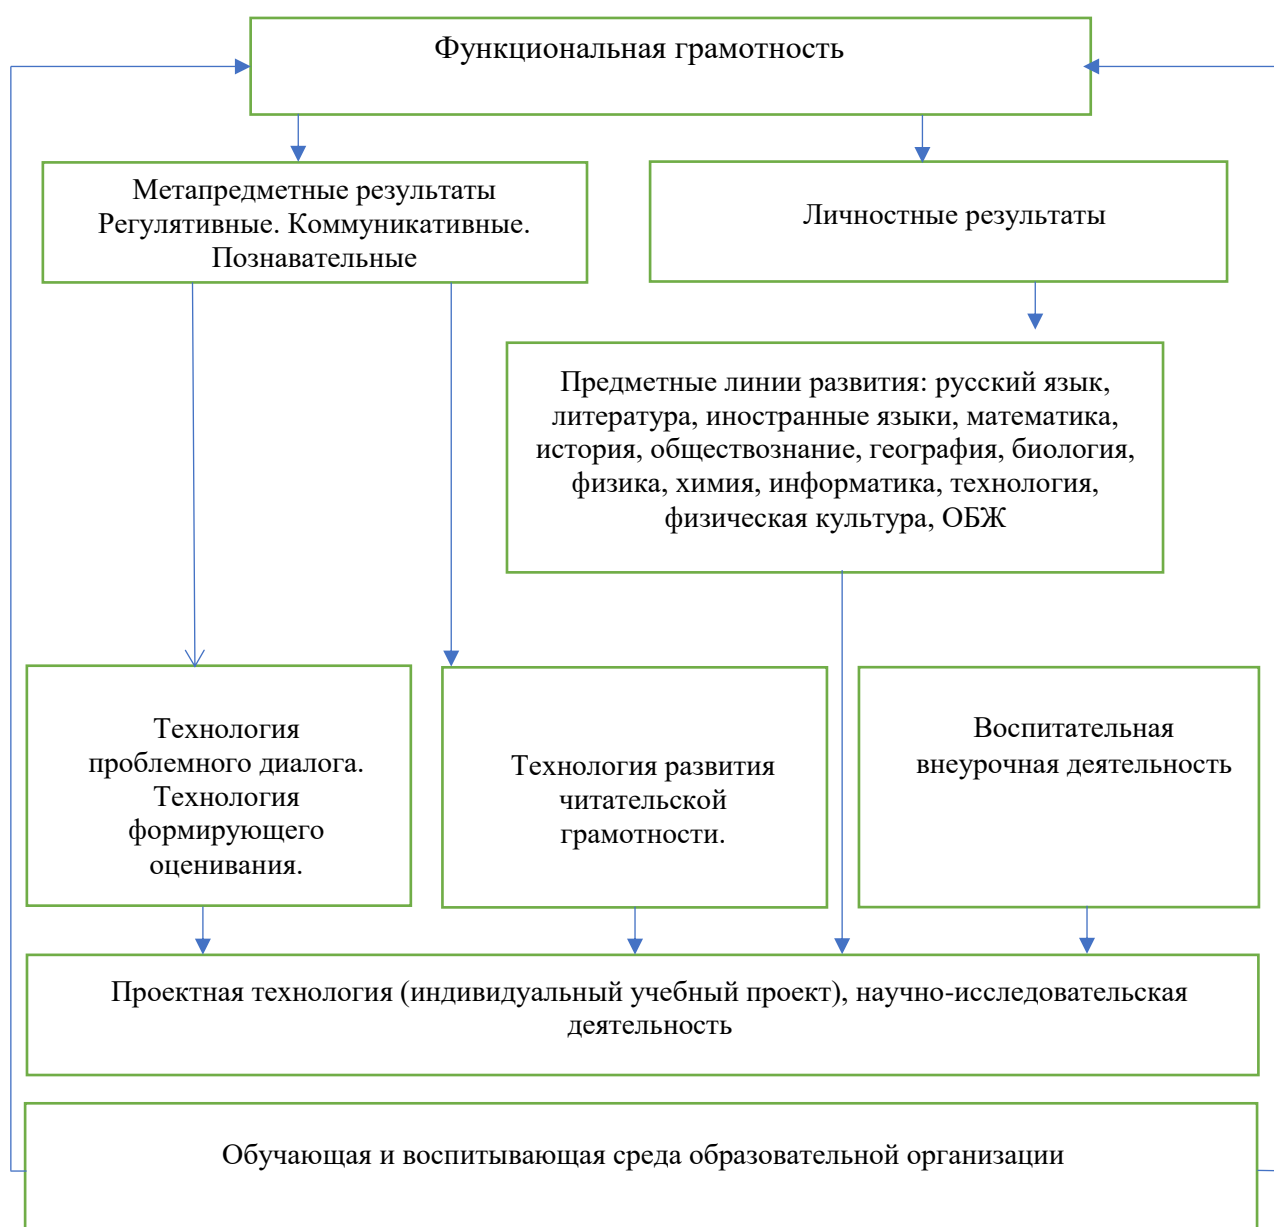 Функциональная грамотность
Метапредметные результаты
Регулятивные. Коммуникативные.
Познавательные
Личностные результаты
Предметные линии развития: русский язык,
литература, иностранные языки, математика,
история, обществознание, география, биология,
физика, химия, информатика, технология,
физическая культура, ОБЖ
Технология
проблемного диалога.
Технология
формирующего
оценивания.
Технология развития
читательской
грамотности.
Воспитательная
внеурочная деятельность
Проектная технология (индивидуальный учебный проект), научно-исследовательская
деятельность
Обучающая и воспитывающая среда образовательной организации